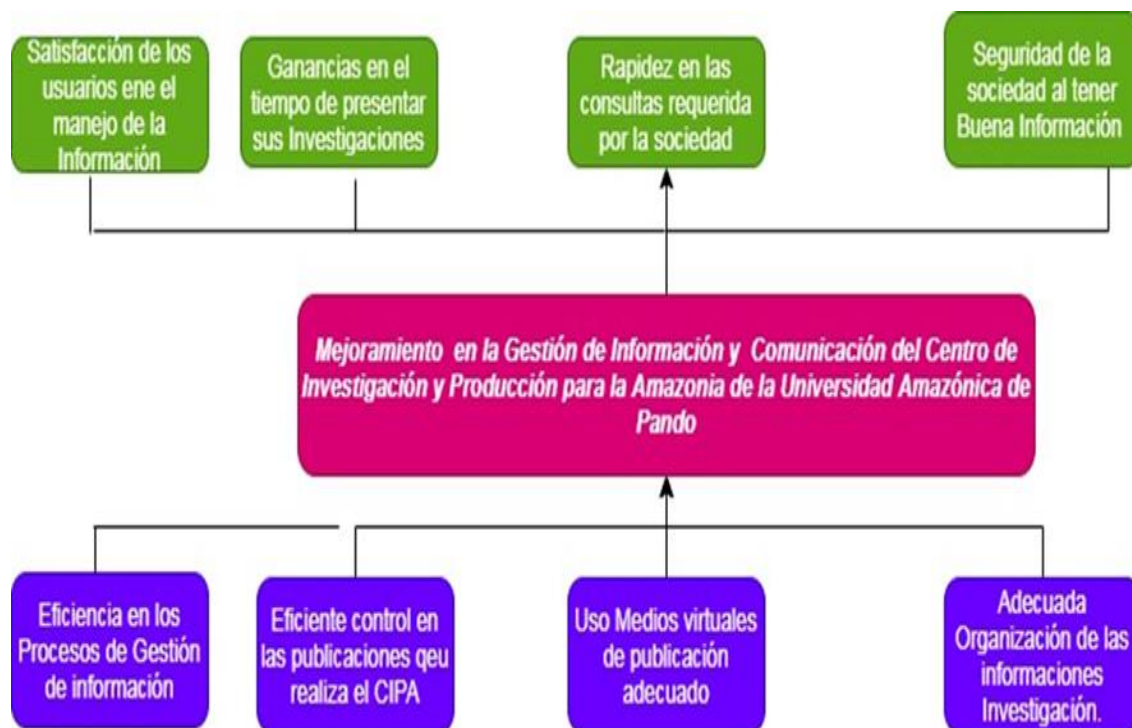 Satisfacción de los
usuarios ene el
manejo de la
Información
Ganancias en el
tiempo de presentar
sus Investigaciones
Rapidez en las
consultas requerida
por la sociedad
Seguridad de la
sociedad al tener
Buena Información
Mejoramiento en la Gestión de Información y Comunicación del Centro de
Investigación y Producción para la Amazonia de la Universidad Amazónica de
Pando
Eficiencia en los
Procesos de Gestión
de información
Eficiente control en
las publicaciones qeu
realiza el CIPA
Uso Medios virtuales
de publicación
adecuado
Adecuada
Organización de las
informaciones
Investigación.